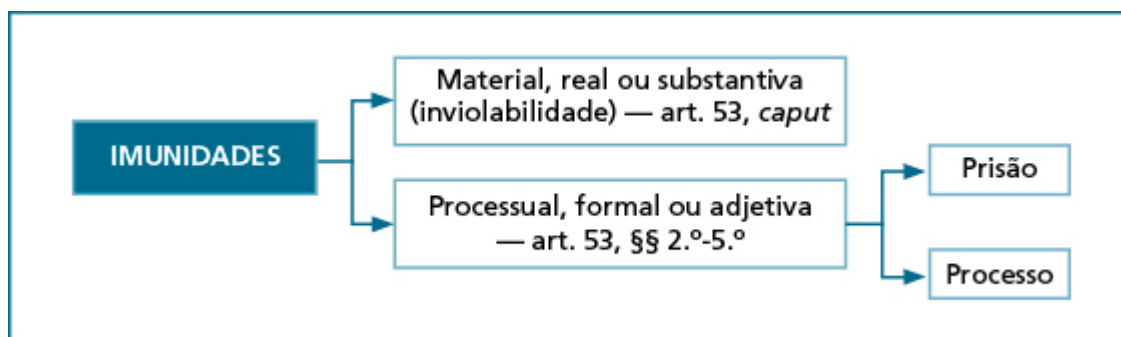 IMUNIDADES
Material, real ou substantiva
(inviolabilidade) — art. 53, caput
Processual, formal ou adjetiva
— art. 53, §§ 2.º-5.º
Prisão
Processo